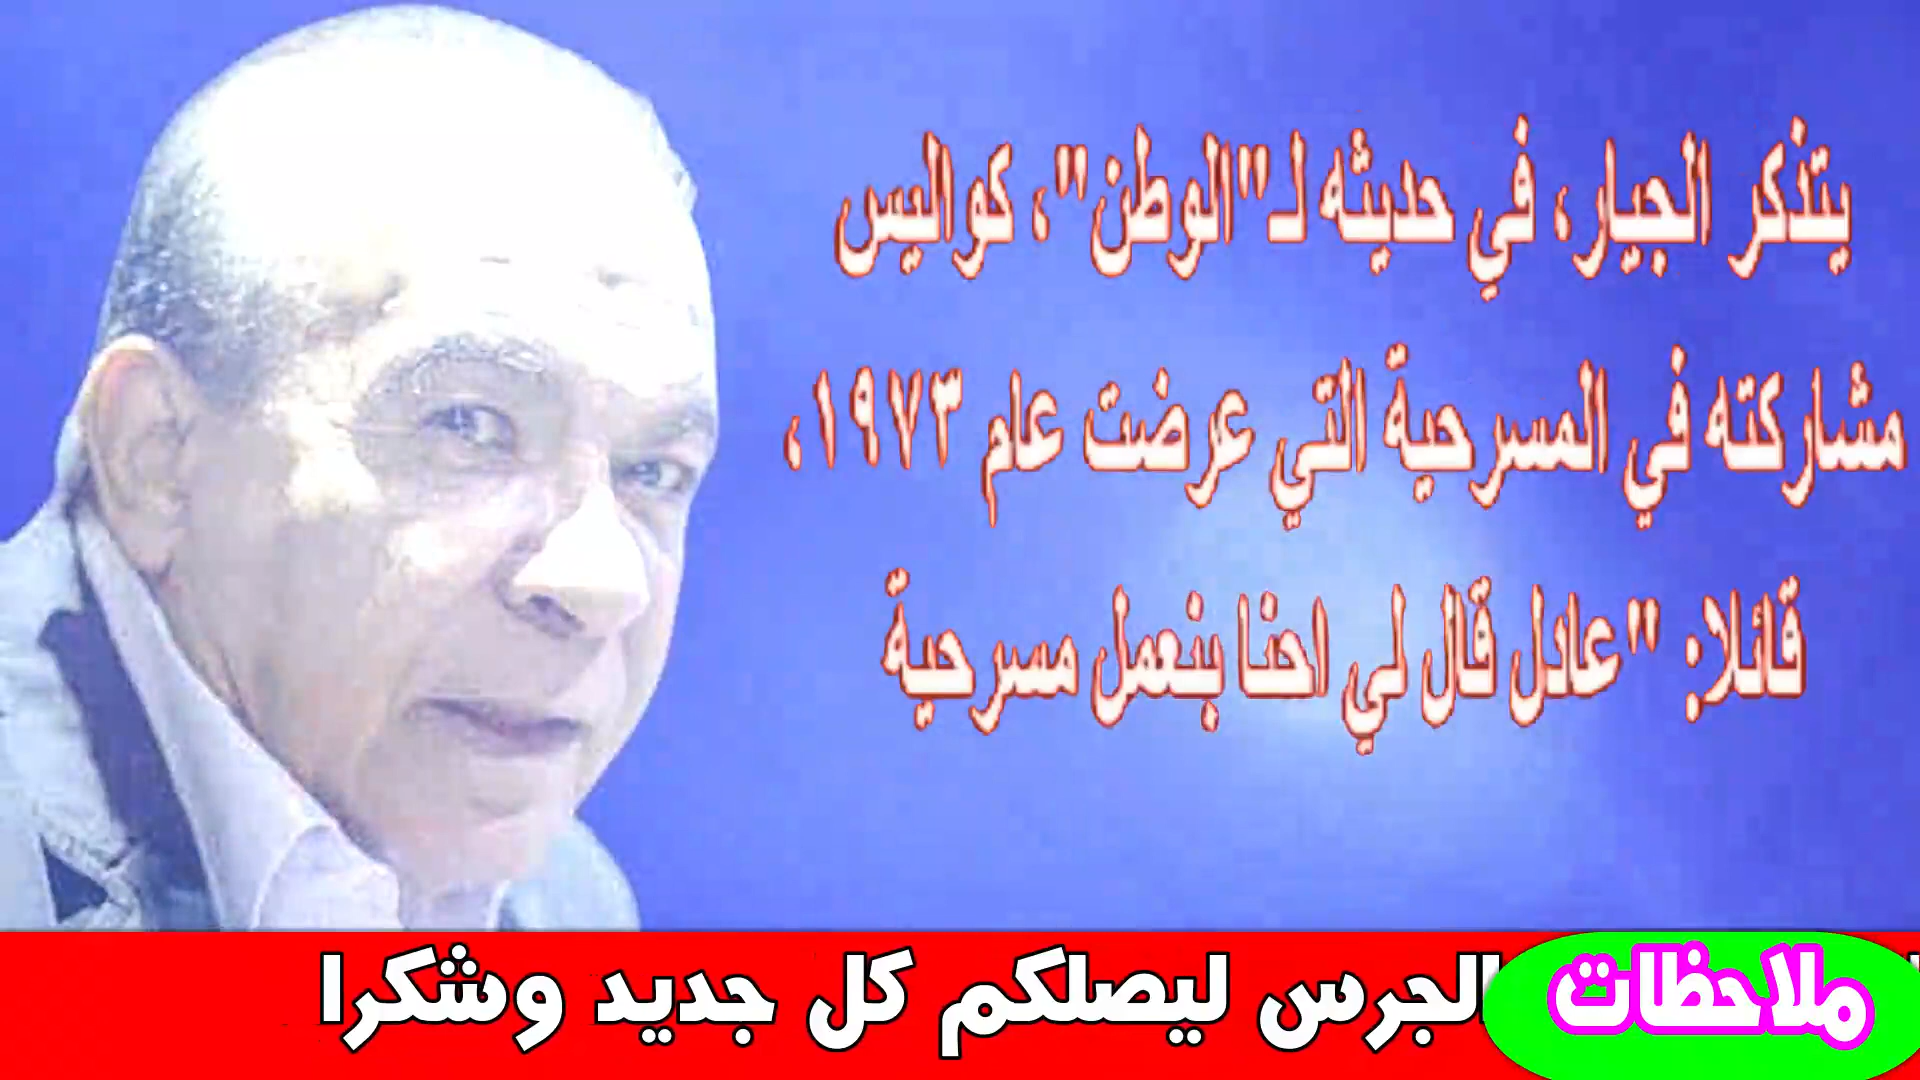 يتذكر الجيار، في حديثه لـ"الوطن"، كواليس
مشاركته في المسرحية التي عرضت عام ١٩٧٣،
قائلا: "عادل قال لي احنا بنعمل مسرحية
ملاحظات
الجرس ليصلكم كل جديد وشكرا